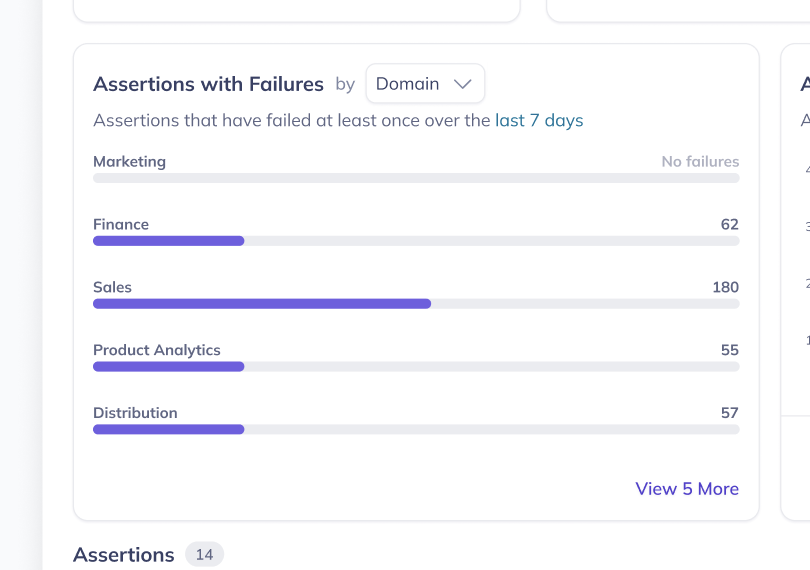 Assertions with Failures by Domain
Assertions that have failed at least once over the last 7 days
Marketing No failures
Finance 62
Sales 180
Product Analytics 55
Distribution 57
View 5 More
Assertions 14